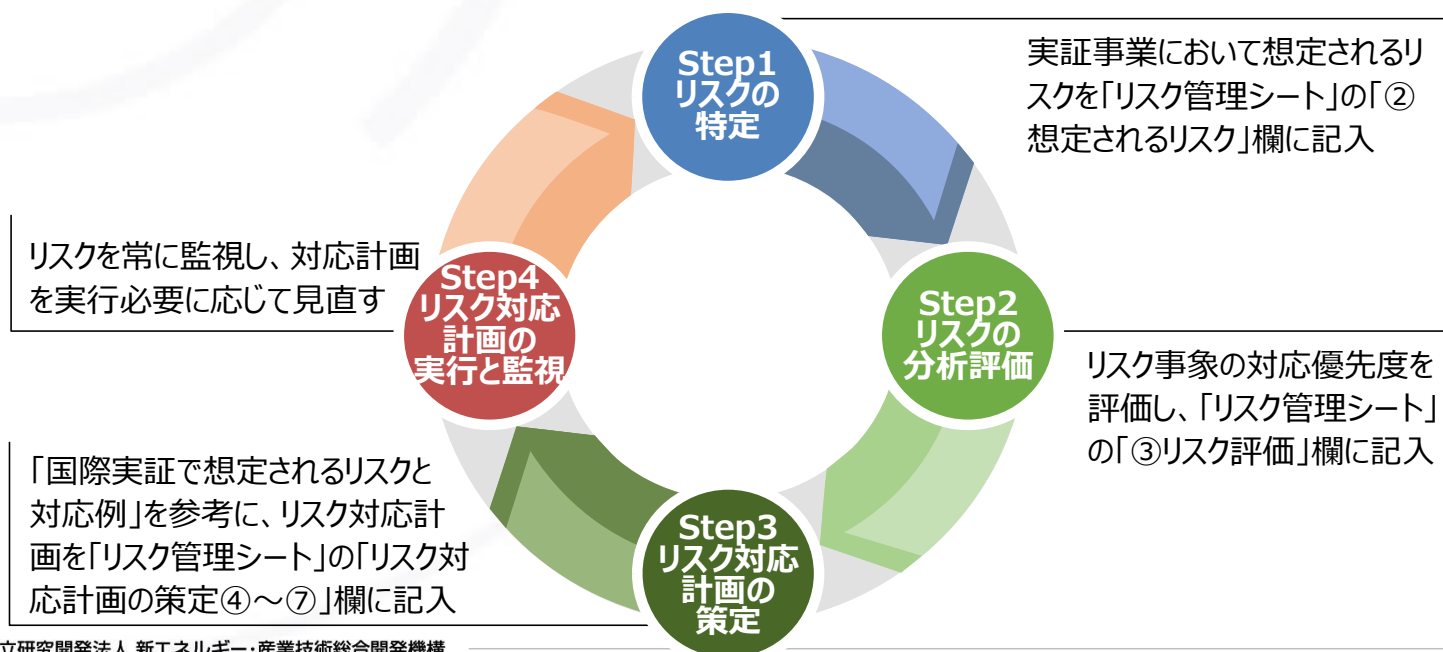 Step1
リスクの
特定
実証事業において想定されるリ
スクを「リスク管理シート」の「②
想定されるリスク」欄に記入
Step2
リスクの
分析評価
リスク事象の対応優先度を
評価し、「リスク管理シート」
の「③リスク評価」欄に記入
Step3
リスク対応
計画の
策定
「国際実証で想定されるリスクと
対応例」を参考に、リスク対応計
画を「リスク管理シート」の「リスク対
応計画の策定④～⑦」欄に記入
Step4
リスク対応
計画の
実行と監視
リスクを常に監視し、対応計画
を実行必要に応じて見直す
立研究開発法人 新エネルギー・産業技術総合開発機構